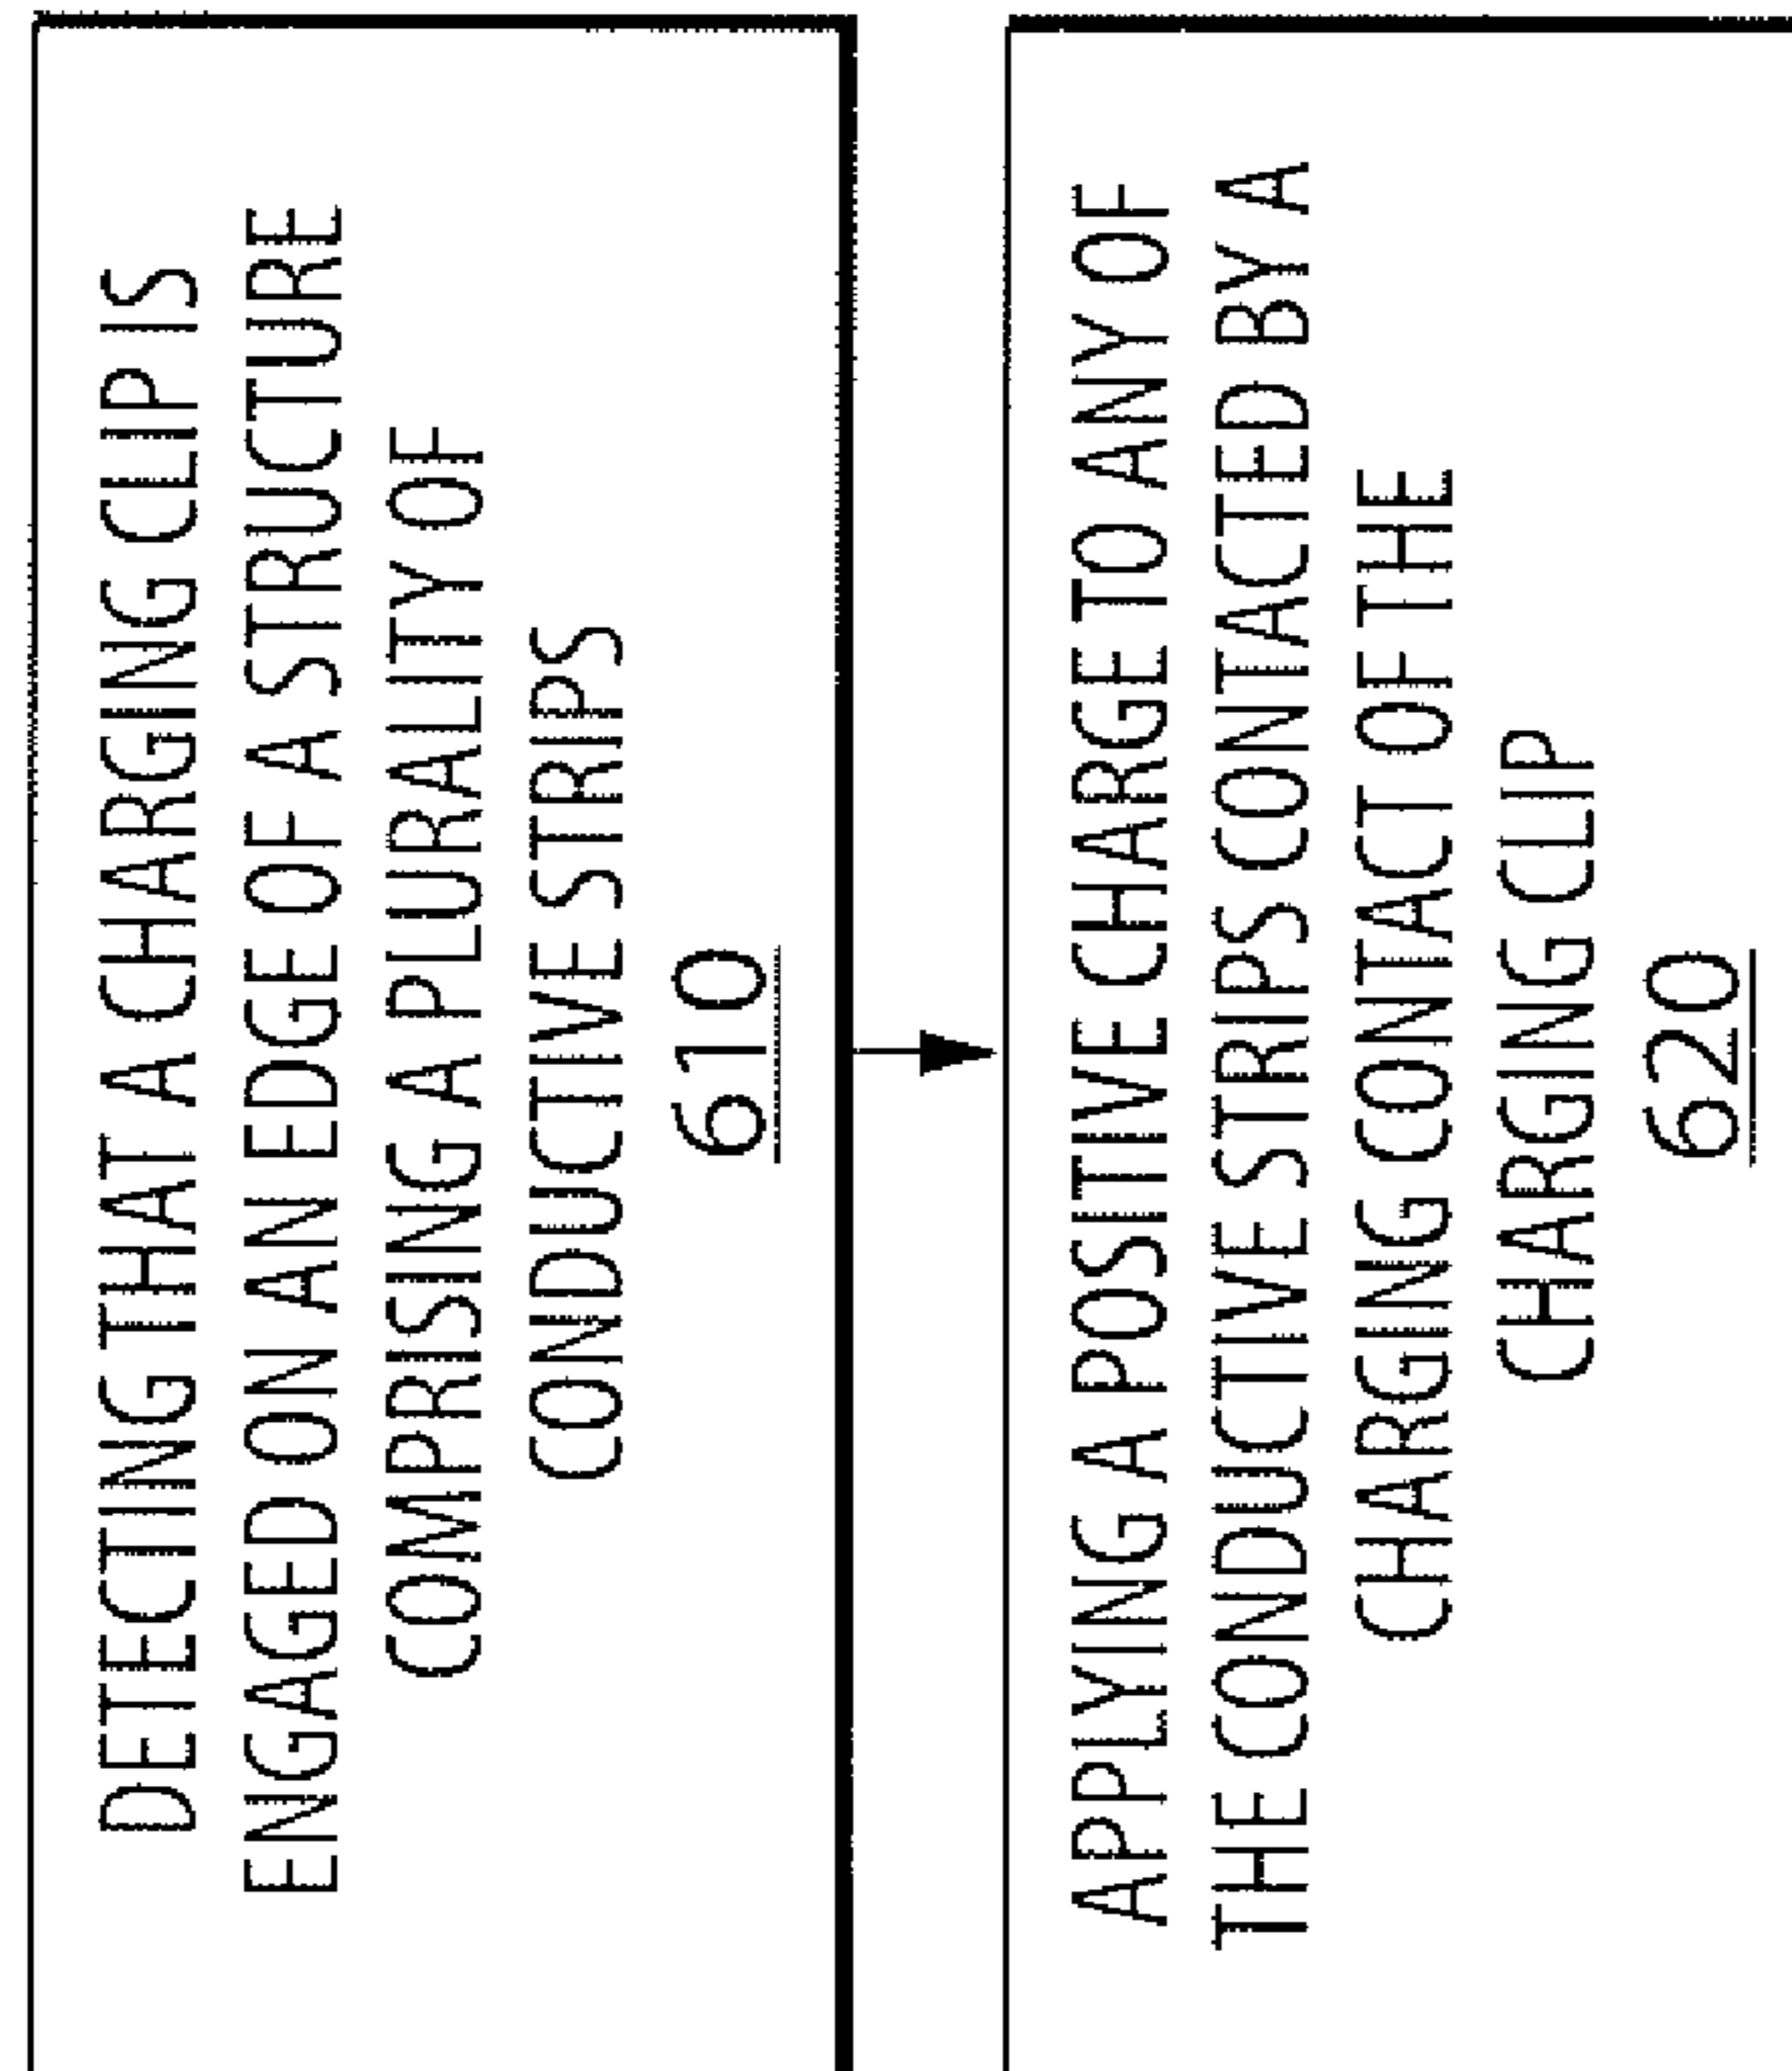 DETECTING THAT A CHARGING CLIP IS
ENGAGED ON AN EDGE OF A STRUCTURE
COMPRISING A PLURALITY OF
CONDUCTIVE STRIPS
610
APPLYING A POSITIVE CHARGE TO ANY OF
THE CONDUCTIVE STRIPS CONTACTED BY A
CHARGING CONTACT OF THE
CHARGING CLIP
620